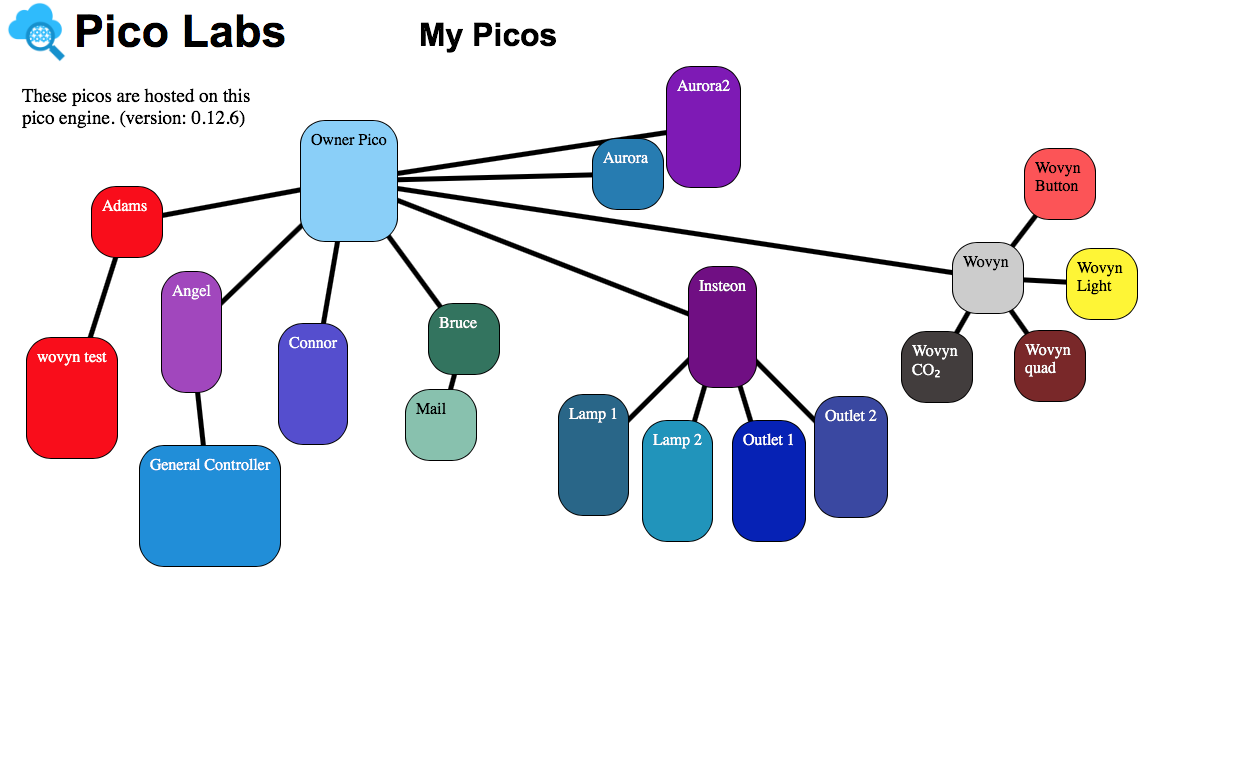 Pico Labs
My Picos
These picos are hosted on this
pico engine. (version: 0.12.6)
Owner Pico
Aurora2
Aurora
Adams
Wovyn
Button
Wovyn
Wovyn
Light
Angel
Insteon
Connor
Bruce
wovyn test
Wovyn
CO₂
Wovyn
quad
Mail
Lamp 1
Lamp 2
Outlet 1
Outlet 2
General Controller